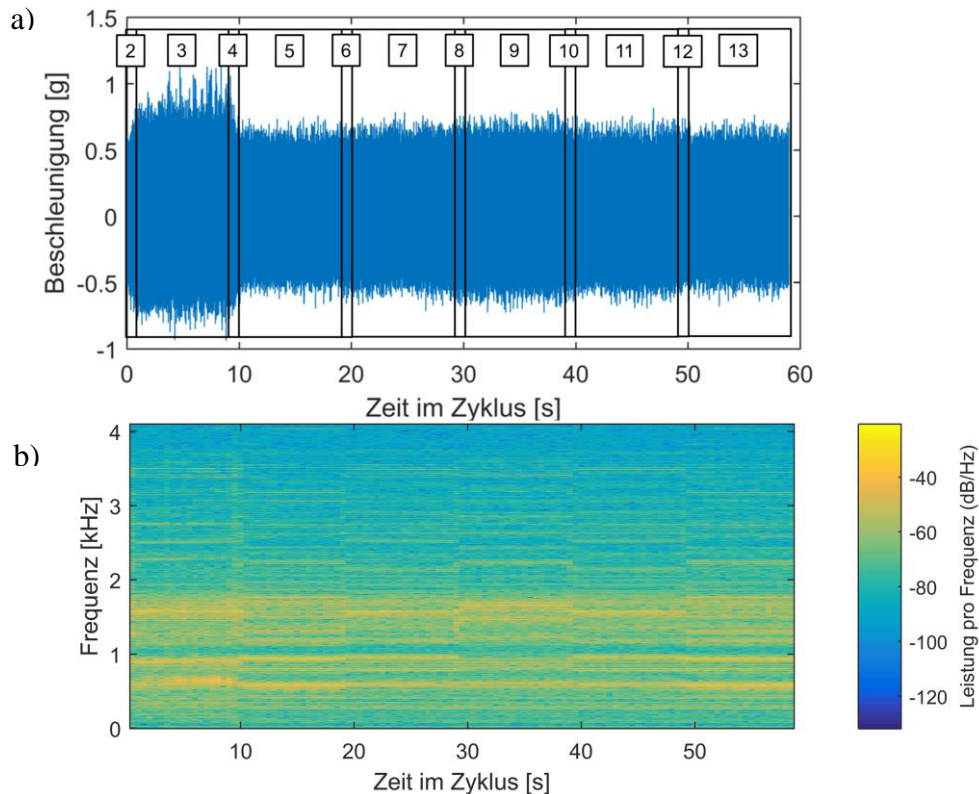 a)
1.5
1
0.5
0
-0.5
-1
Beschleunigung [g]
2 3 4 5 6 7 8 9 10 11 12 13
0 10 20 30 40 50 60
Zeit im Zyklus [s]
b)
4
3
2
1
0
Frequenz [kHz]
10 20 30 40 50
Zeit im Zyklus [s]
-40
-60
-80
-100
-120
Leistung pro Frequenz (dB/Hz)